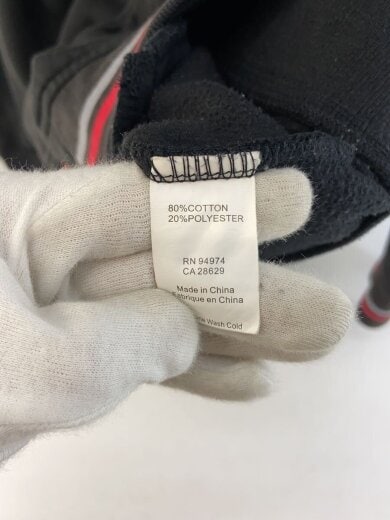 80%COTTON
20%POLYESTER
RN 94974
CA 28629
Made in China
Fabrique en China
Wash Cold